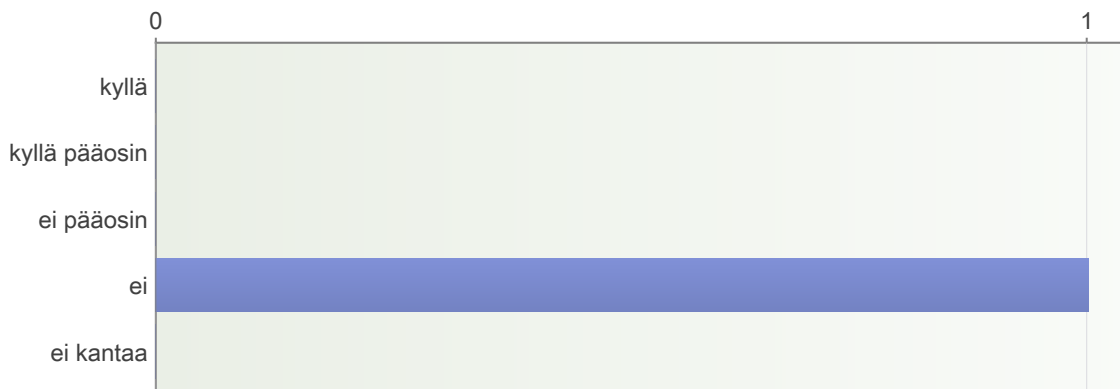 0 1
kyllä
kyllä pääosin
ei pääosin
ei
ei kantaa